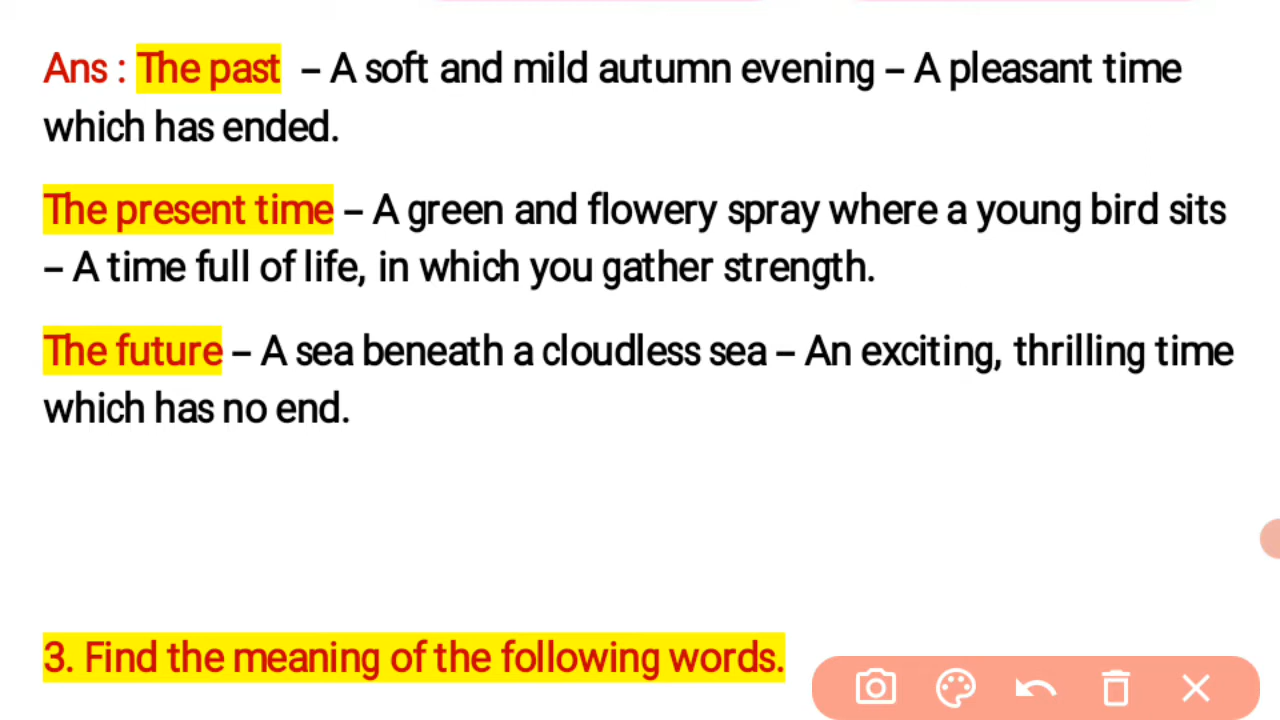 Ans : The past – A soft and mild autumn evening – A pleasant time
which has ended.
The present time – A green and flowery spray where a young bird sits
– A time full of life, in which you gather strength.
The future – A sea beneath a cloudless sea – An exciting, thrilling time
which has no end.
3. Find the meaning of the following words.